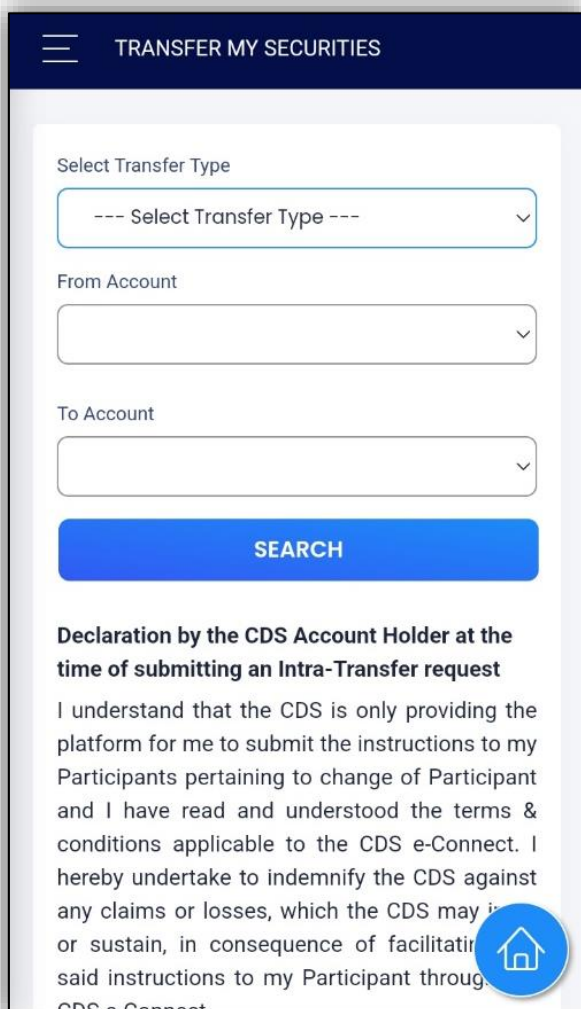 TRANSFER MY SECURITIES
Select Transfer Type
--- Select Transfer Type ---
From Account
To Account
SEARCH
Declaration by the CDS Account Holder at the
time of submitting an Intra-Transfer request
I understand that the CDS is only providing the
platform for me to submit the instructions to my
Participants pertaining to change of Participant
and I have read and understood the terms &
conditions applicable to the CDS e-Connect. I
hereby undertake to indemnify the CDS against
any claims or losses, which the CDS may
or sustain, in consequence of
said instructions to my Participant
CDS e-Connect